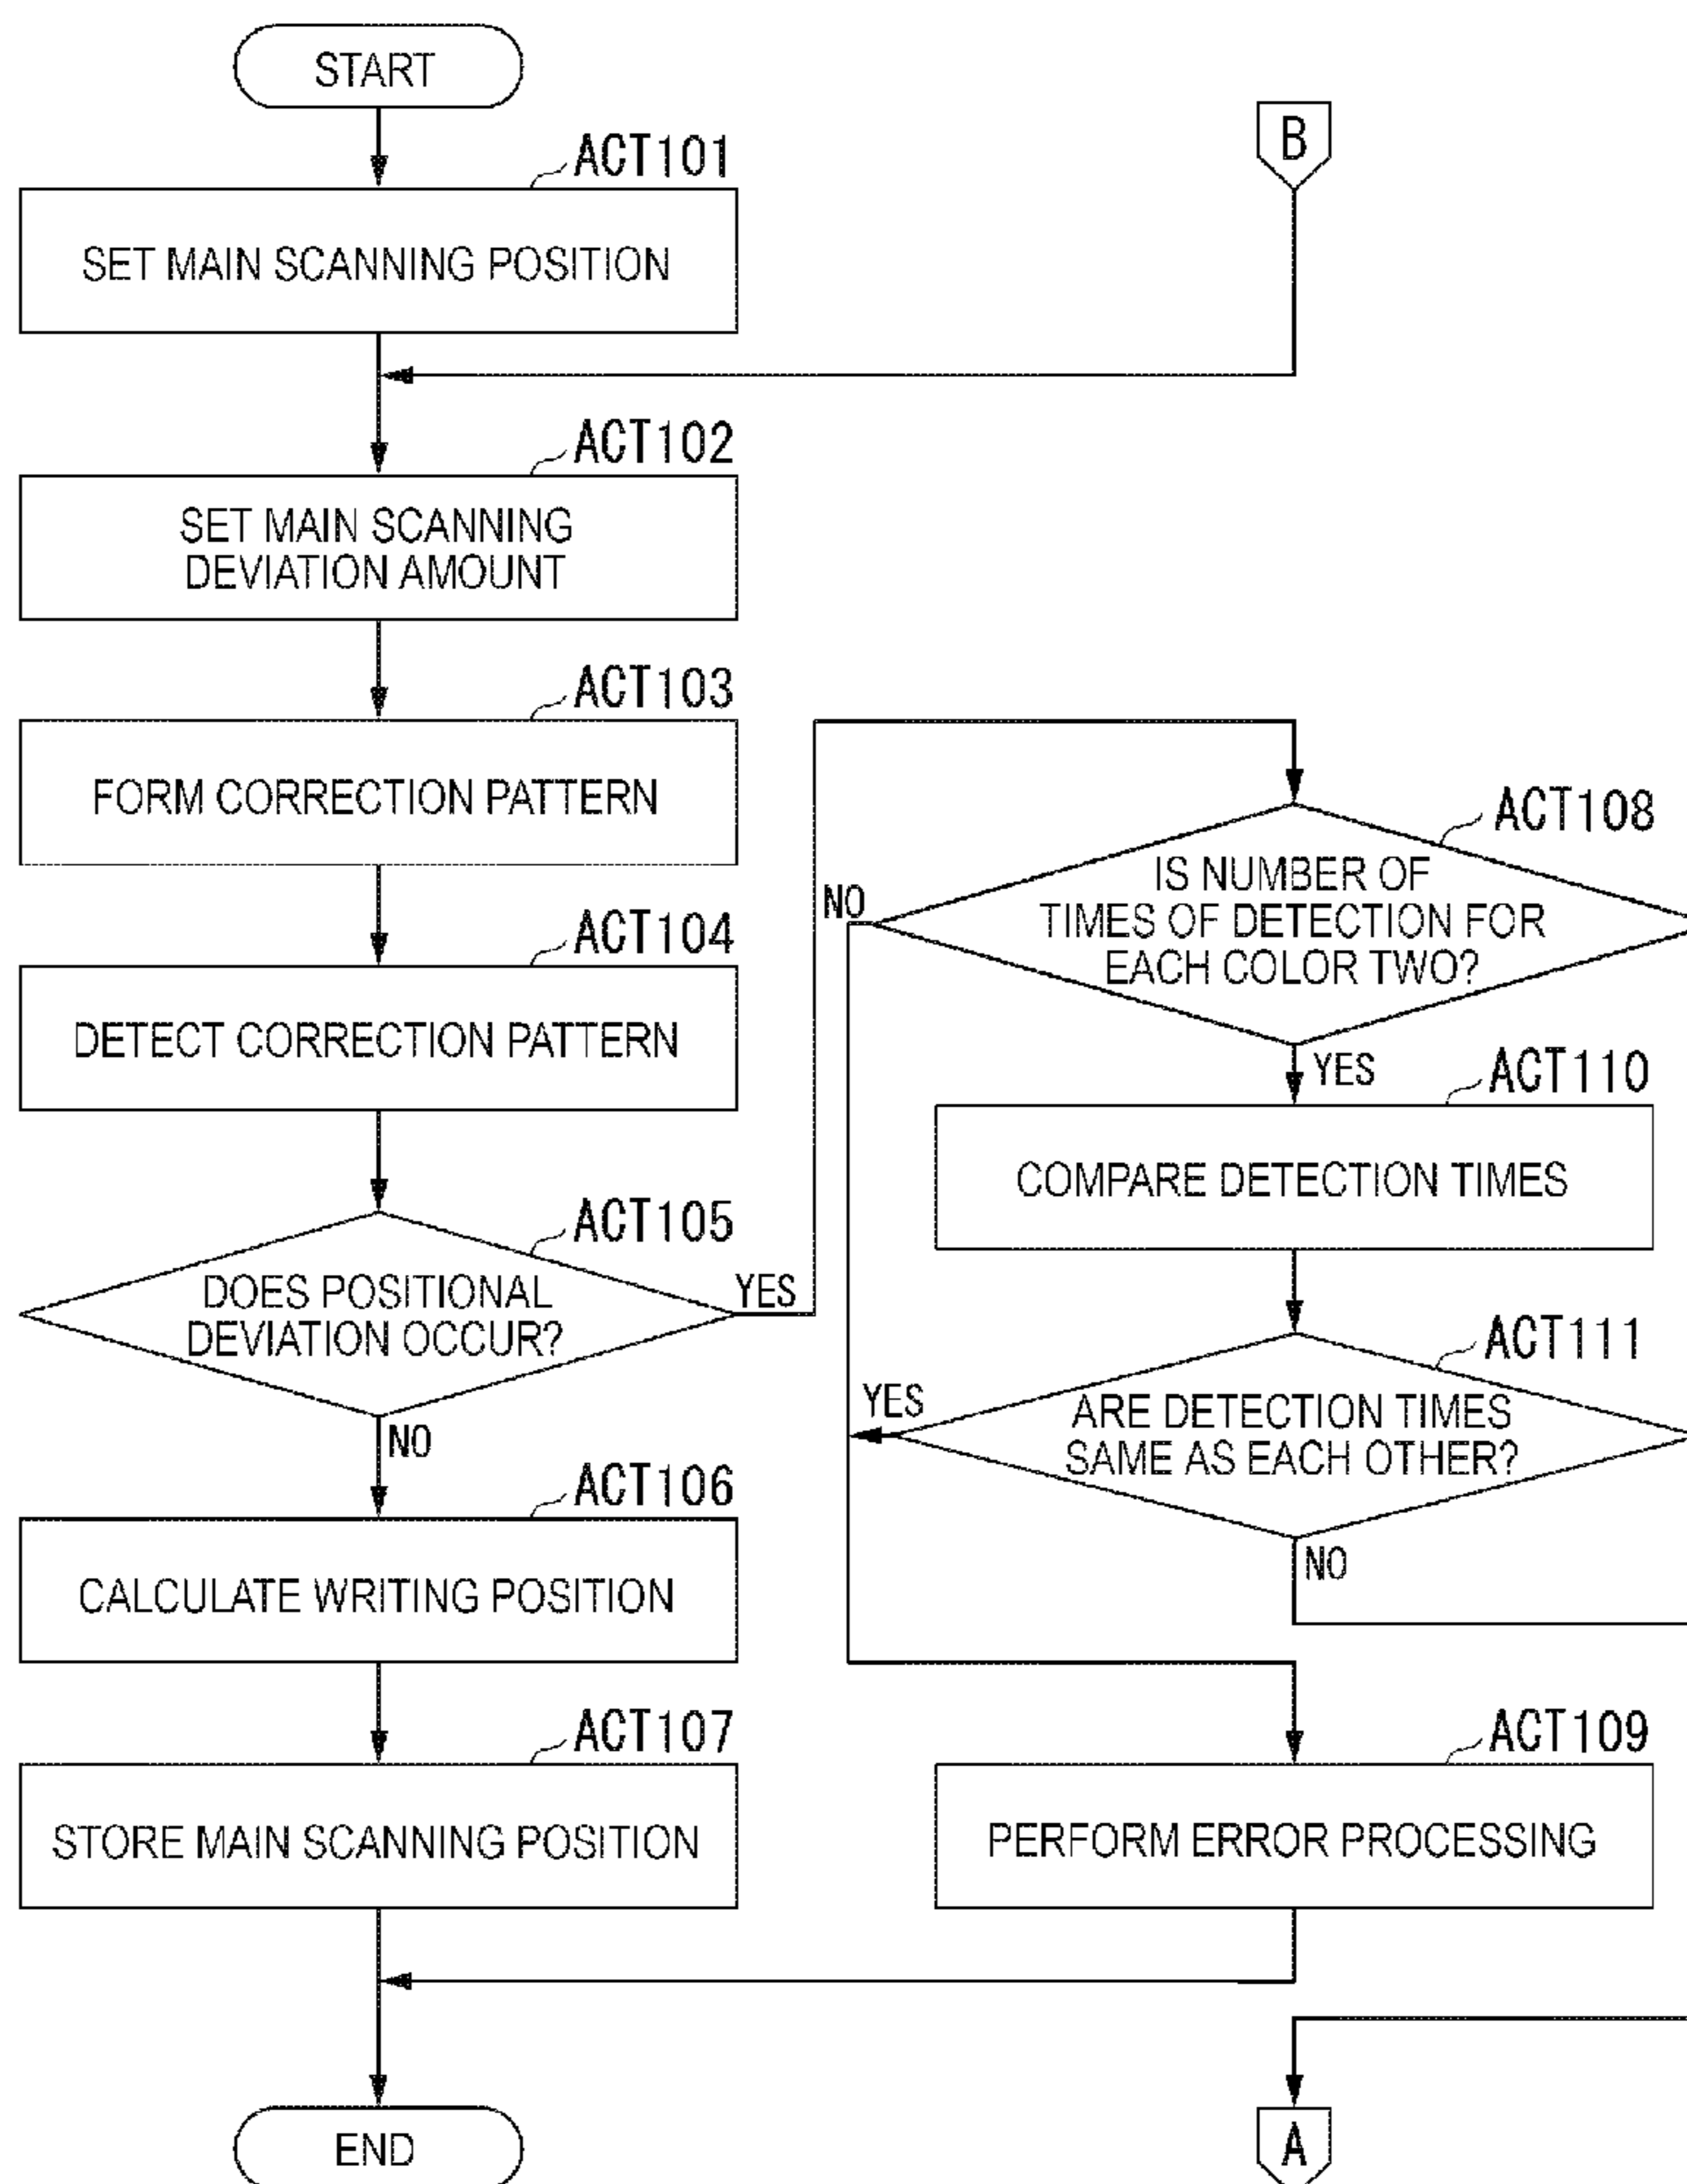 START
ACT101
SET MAIN SCANNING POSITION
B
ACT102
SET MAIN SCANNING
DEVIATION AMOUNT
ACT103
FORM CORRECTION PATTERN
ACT104
DETECT CORRECTION PATTERN
ACT105
DOES POSITIONAL
DEVIATION OCCUR?
YES
NO
ACT106
CALCULATE WRITING POSITION
ACT107
STORE MAIN SCANNING POSITION
END
ACT108
IS NUMBER OF
TIMES OF DETECTION FOR
EACH COLOR TWO?
NO
YES
ACT110
COMPARE DETECTION TIMES
ACT111
ARE DETECTION TIMES
SAME AS EACH OTHER?
YES
NO
ACT109
PERFORM ERROR PROCESSING
A